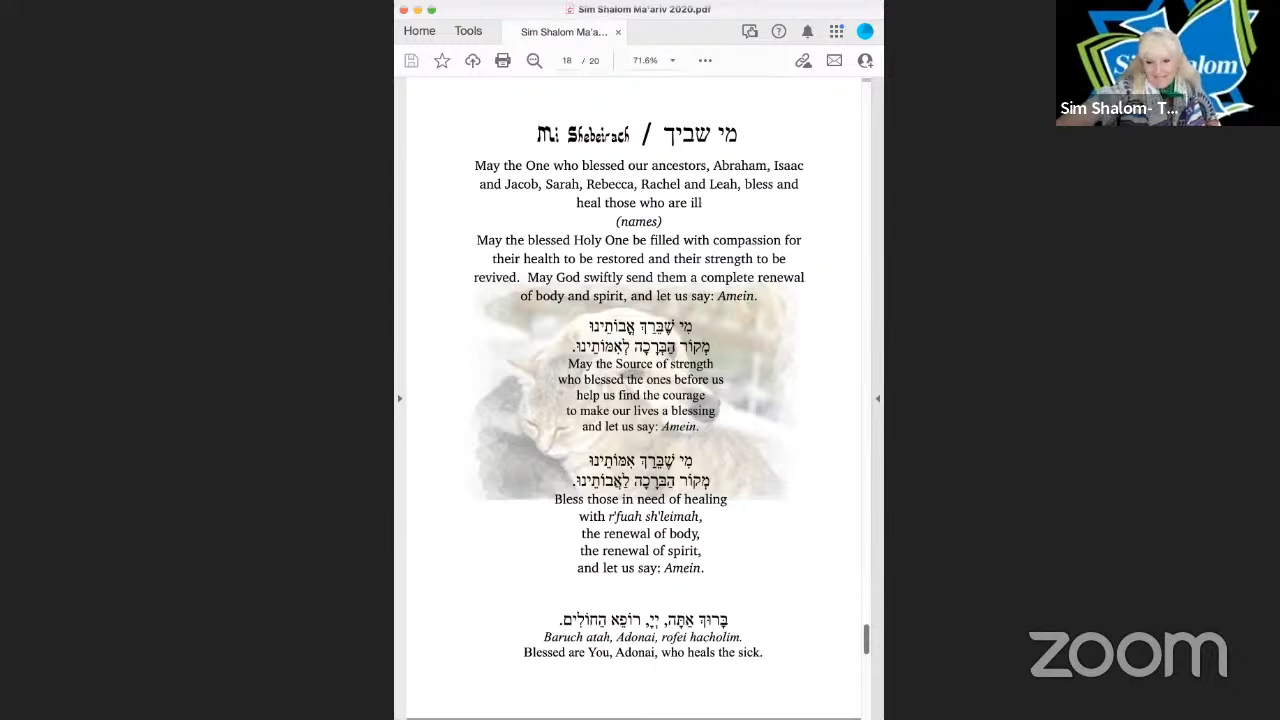 Sim Shalom Ma'ariv 2020.pdf
Home
Tools
Sim Shalom Ma'a... ×
18 / 20
71.6%
Sim Shalom- T...
Mi Shebeirach / מי שביך
May the One who blessed our ancestors, Abraham, Isaac
and Jacob, Sarah, Rebecca, Rachel and Leah, bless and
heal those who are ill
(names)
May the blessed Holy One be filled with compassion for
their health to be restored and their strength to be
revived. May God swiftly send them a complete renewal
of body and spirit, and let us say: Amein.
מִי שֶׁבֵּרַךְ אֲבוֹתֵינוּ
מְקוֹר הַבְּרָכָה לְאִמּוֹתֵינוּ.
May the Source of strength
who blessed the ones before us
help us find the courage
to make our lives a blessing
and let us say: Amein.
מִי שֶׁבֵּרַךְ אִמּוֹתֵינוּ
מְקוֹר הַבְּרָכָה לַאֲבוֹתֵינוּ.
Bless those in need of healing
with r'fuah sh'leimah,
the renewal of body,
the renewal of spirit,
and let us say: Amein.
בָּרוּךְ אַתָּה, יְיָ, רוֹפֵא הַחוֹלִים.
Baruch atah, Adonai, rofei hacholim.
Blessed are You, Adonai, who heals the sick.
zoom